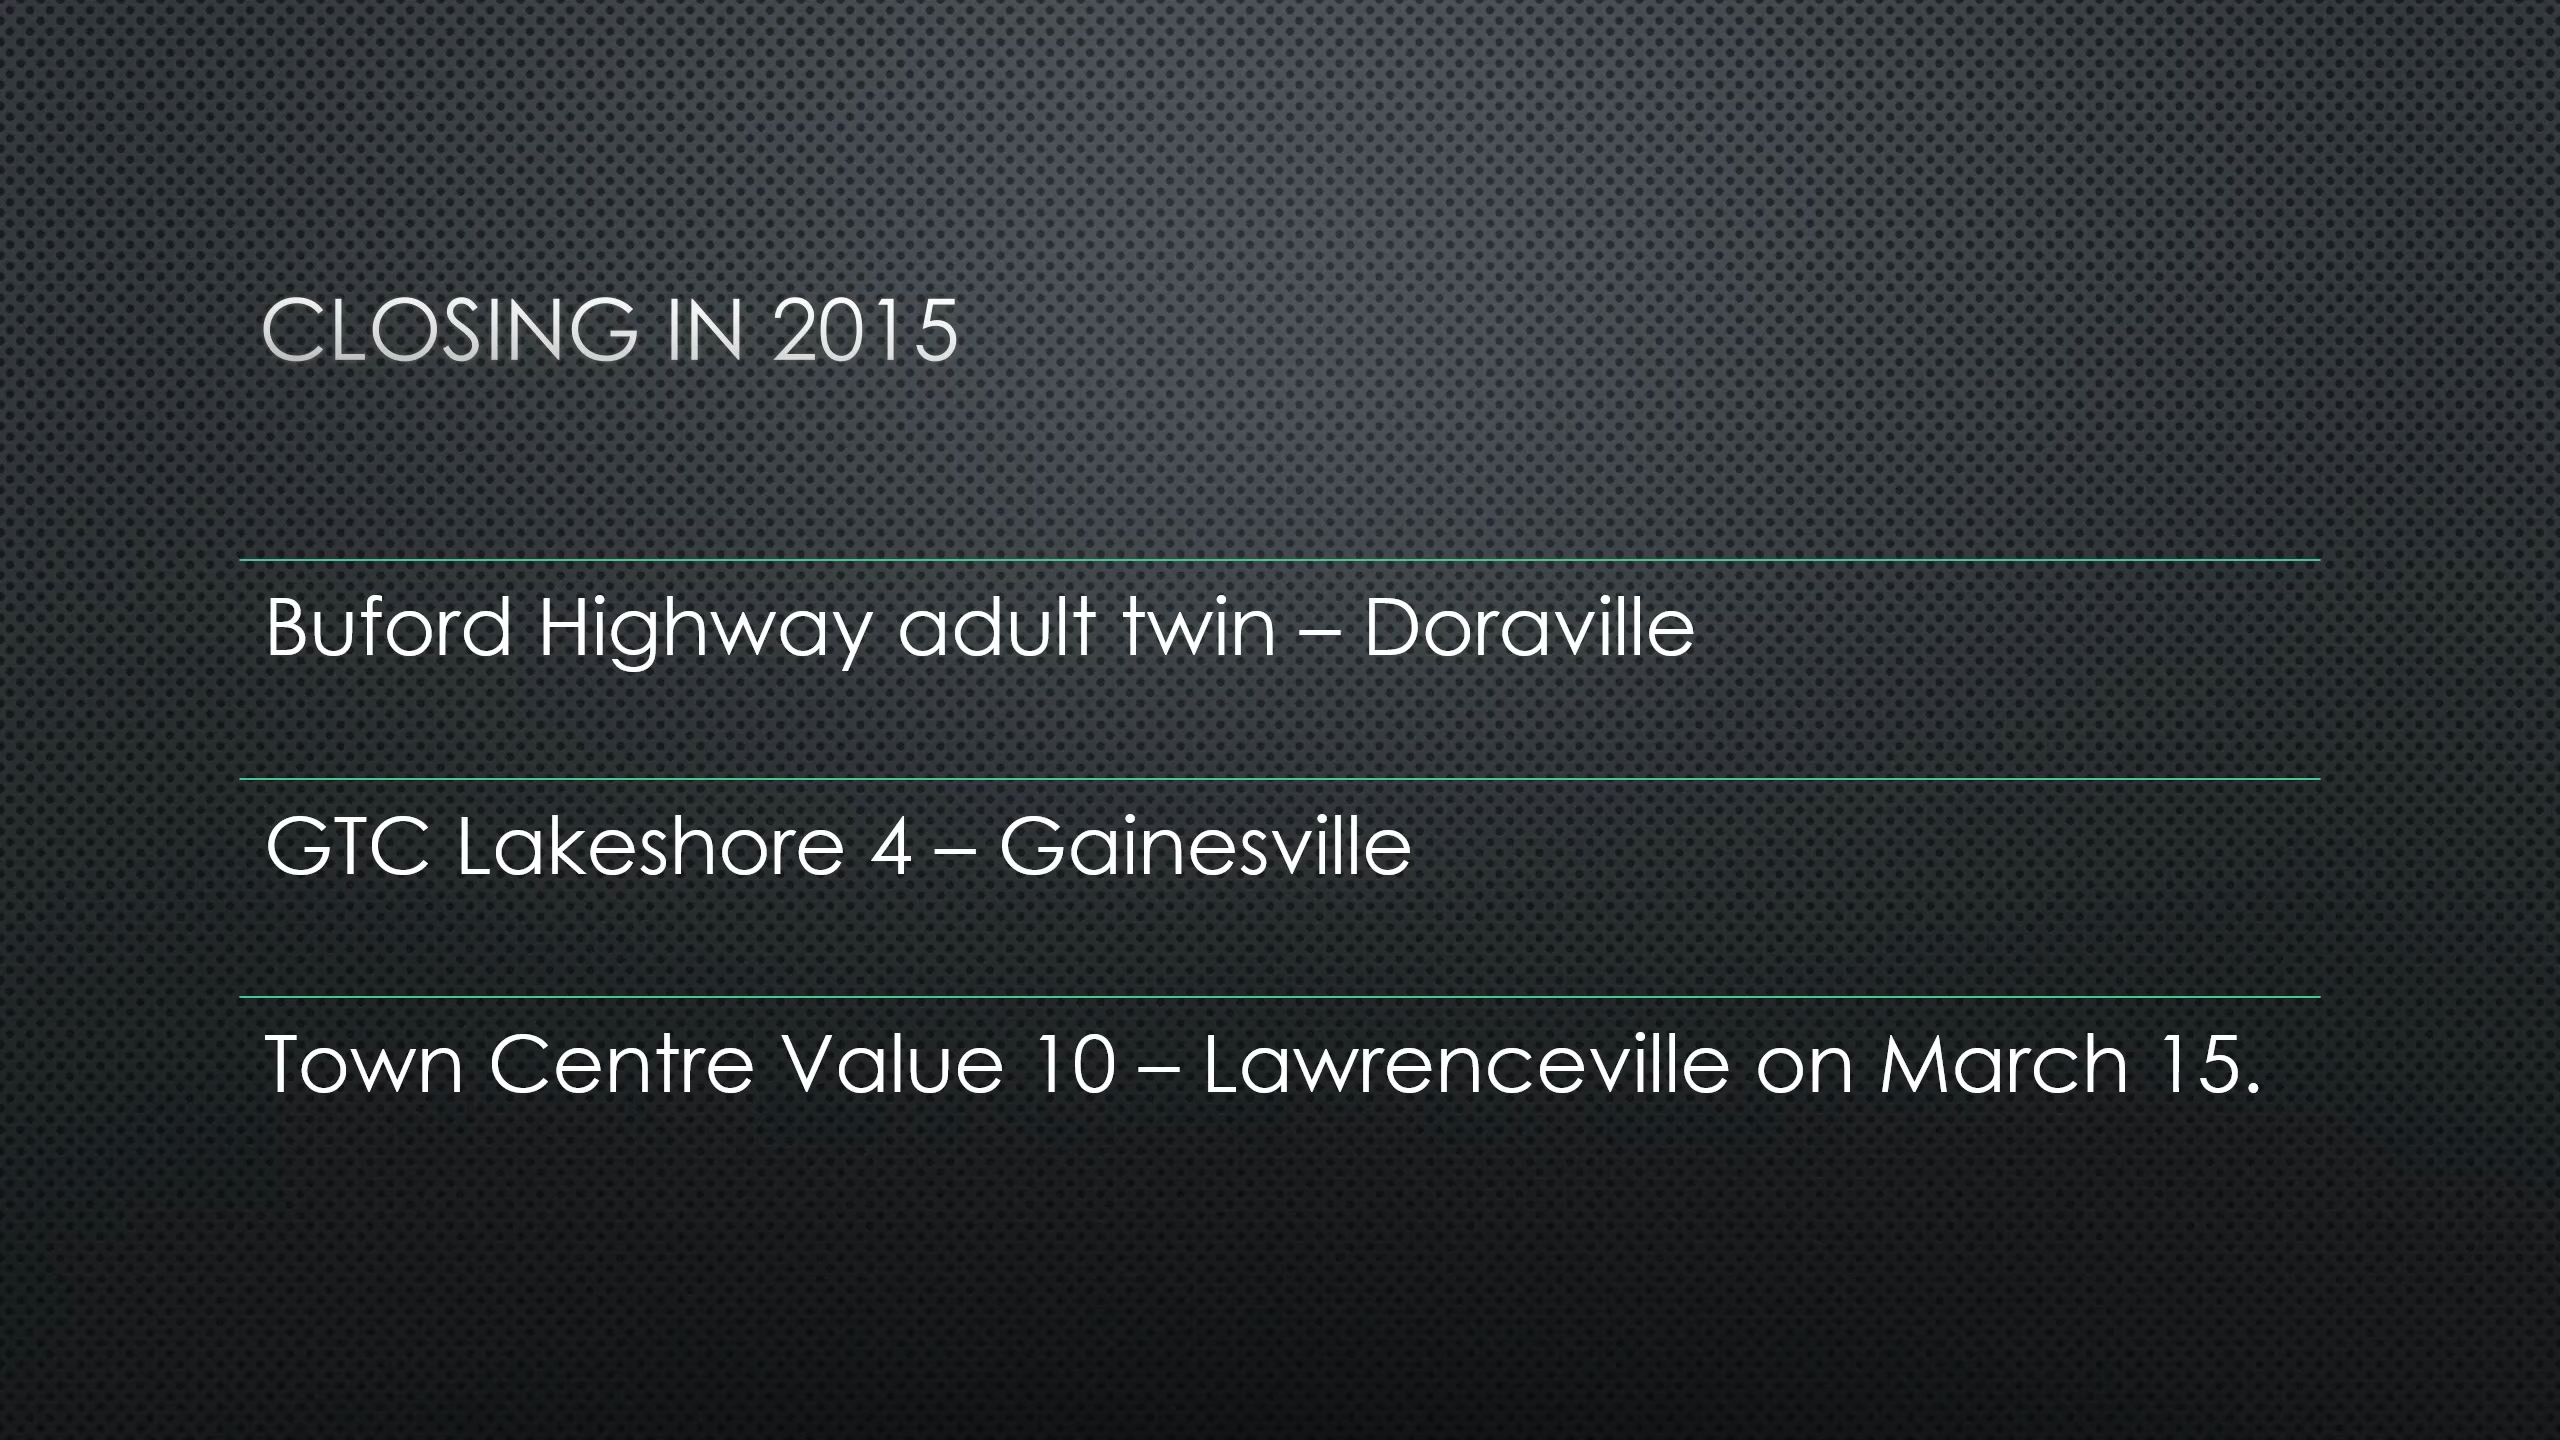 CLOSING IN 2015
Buford Highway adult twin – Doraville
GTC Lakeshore 4 – Gainesville
Town Centre Value 10 – Lawrenceville on March 15.